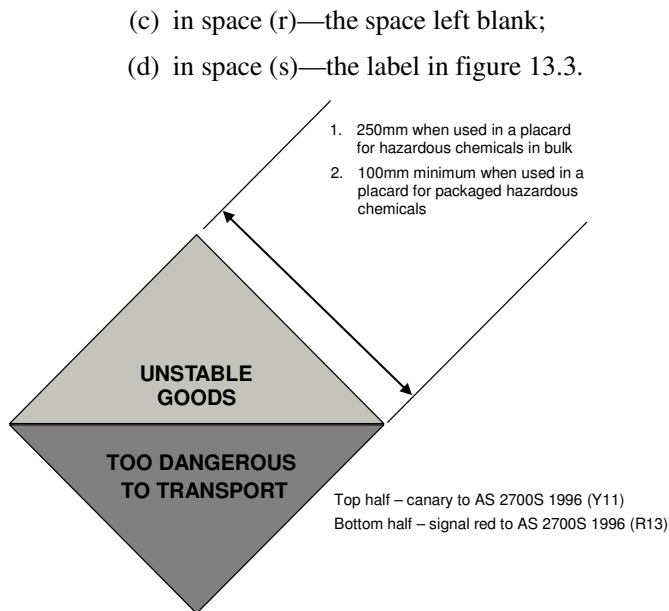 (c) in space (r)—the space left blank;
(d) in space (s)—the label in figure 13.3.
1. 250mm when used in a placard
for hazardous chemicals in bulk
2. 100mm minimum when used in a
placard for packaged hazardous
chemicals
UNSTABLE
GOODS
TOO DANGEROUS
TO TRANSPORT
Top half – canary to AS 2700S 1996 (Y11)
Bottom half – signal red to AS 2700S 1996 (R13)